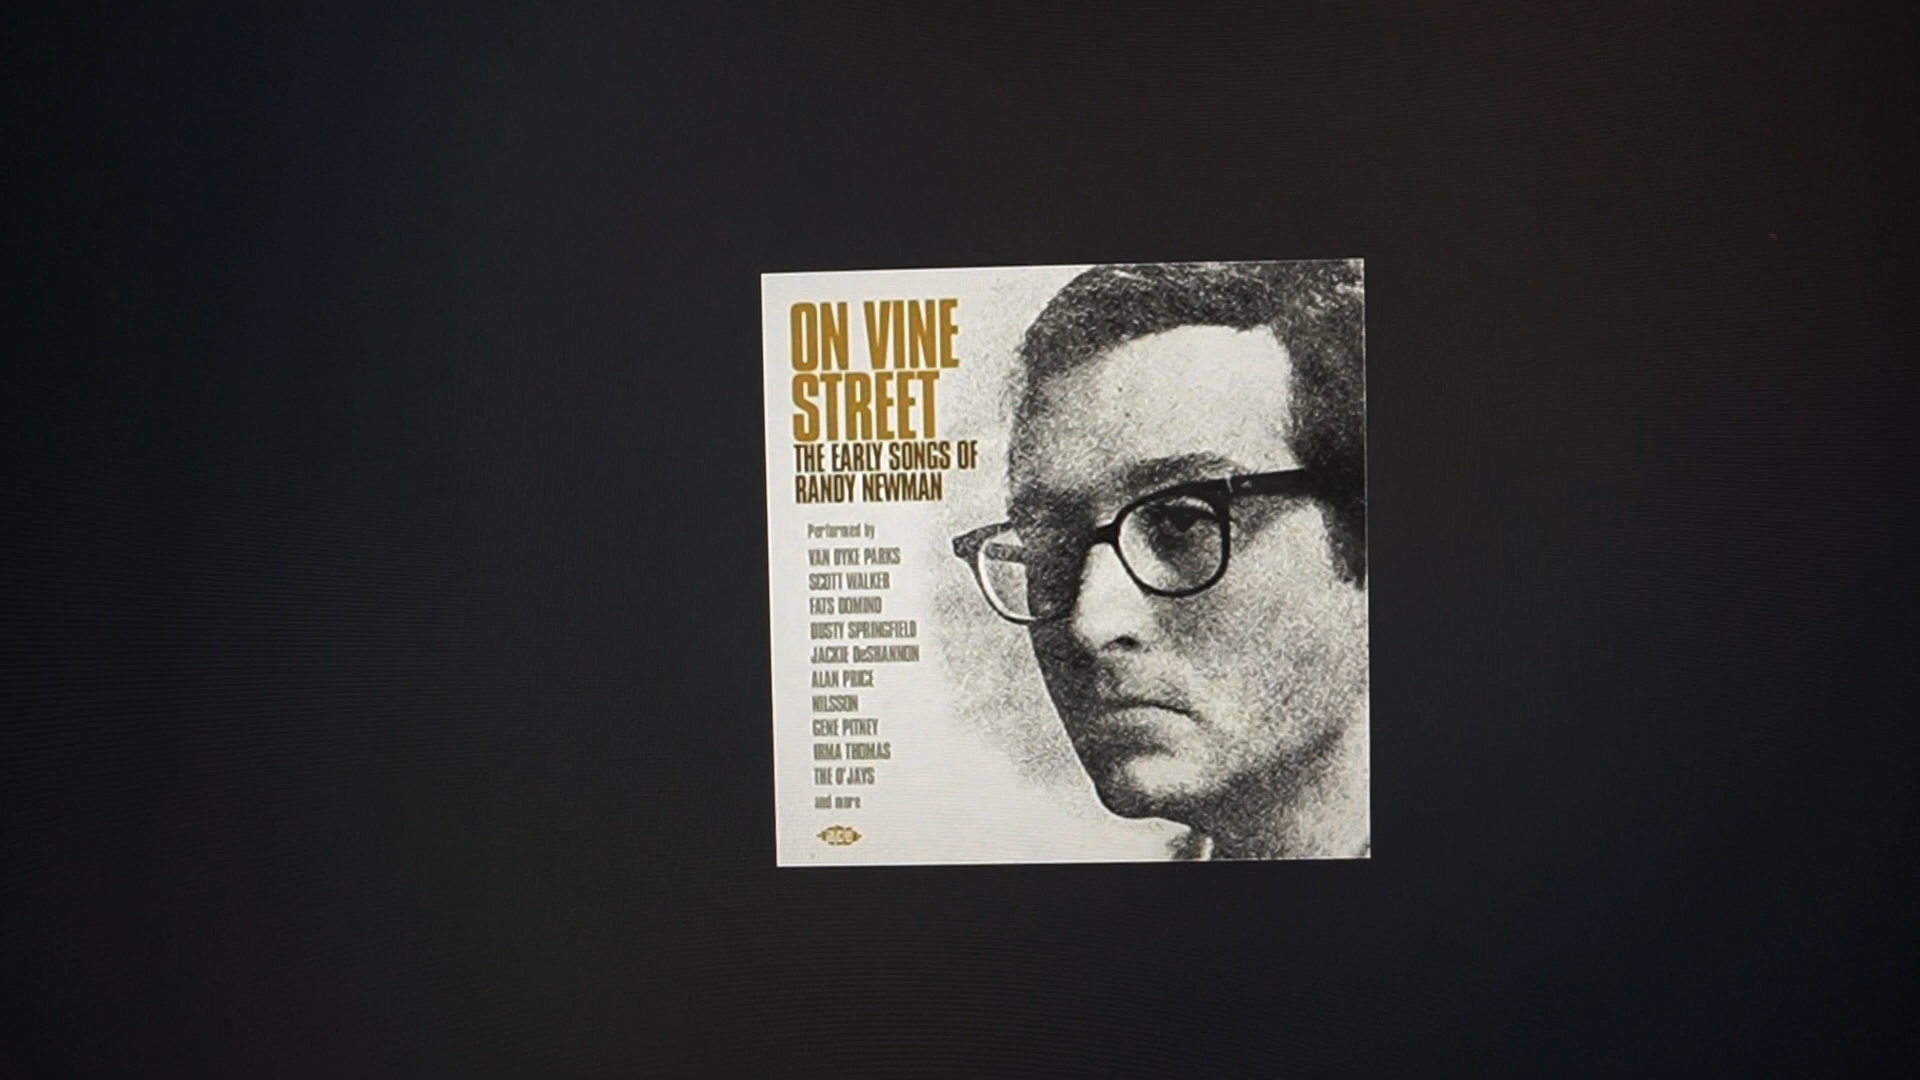 ON VINE
STREET
THE EARLY SONGS OF
RANDY NEWMAN
Performed by
VAN DYKE PARKS
SCOTT WALKER
FATS DOMINO
DUSTY SPRINGFIELD
JACKIE DeSHANNON
ALAN PRICE
NILSSON
GENE PITNEY
IRMA THOMAS
THE O'JAYS
and more
ace